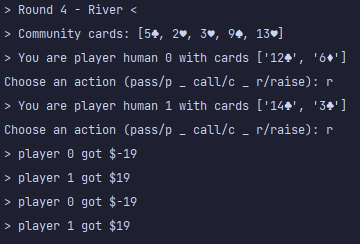 > Round 4 - River <
> Community cards: [5♠, 2♥, 3♥, 9♠, 13♥]
> You are player human 0 with cards ['12♠', '6♦']
Choose an action (pass/p _ call/c _ r/raise): r
> You are player human 1 with cards ['14♠', '3♠']
Choose an action (pass/p _ call/c _ r/raise): r
> player 0 got $-19
> player 1 got $19
> player 0 got $-19
> player 1 got $19